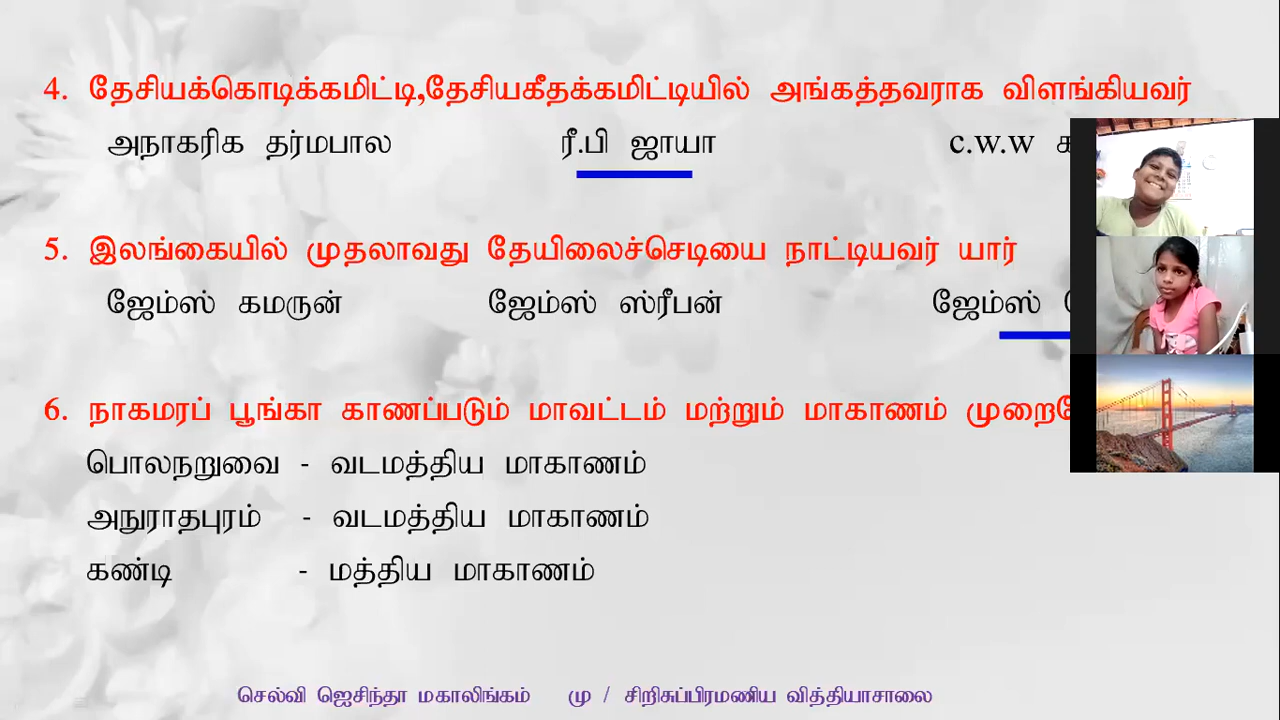 4. தேசியக்கொடிக்கமிட்டி,தேசியகீதக்கமிட்டியில் அங்கத்தவராக விளங்கியவர்
அநாகரிக தர்மபால ரீ.பி ஜாயா c.w.w
5. இலங்கையில் முதலாவது தேயிலைச்செடியை நாட்டியவர் யார்
ஜேம்ஸ் கமருன் ஜேம்ஸ் ஸ்ரீபன் ஜேம்ஸ்
6. நாகமரப் பூங்கா காணப்படும் மாவட்டம் மற்றும் மாகாணம்
பொலநறுவை - வடமத்திய மாகாணம்
அநுராதபுரம் - வடமத்திய மாகாணம்
கண்டி - மத்திய மாகாணம்
செல்வி ஜெசிந்தா மகாலிங்கம் மு / சிறிசுப்பிரமணிய வித்தியாசாலை